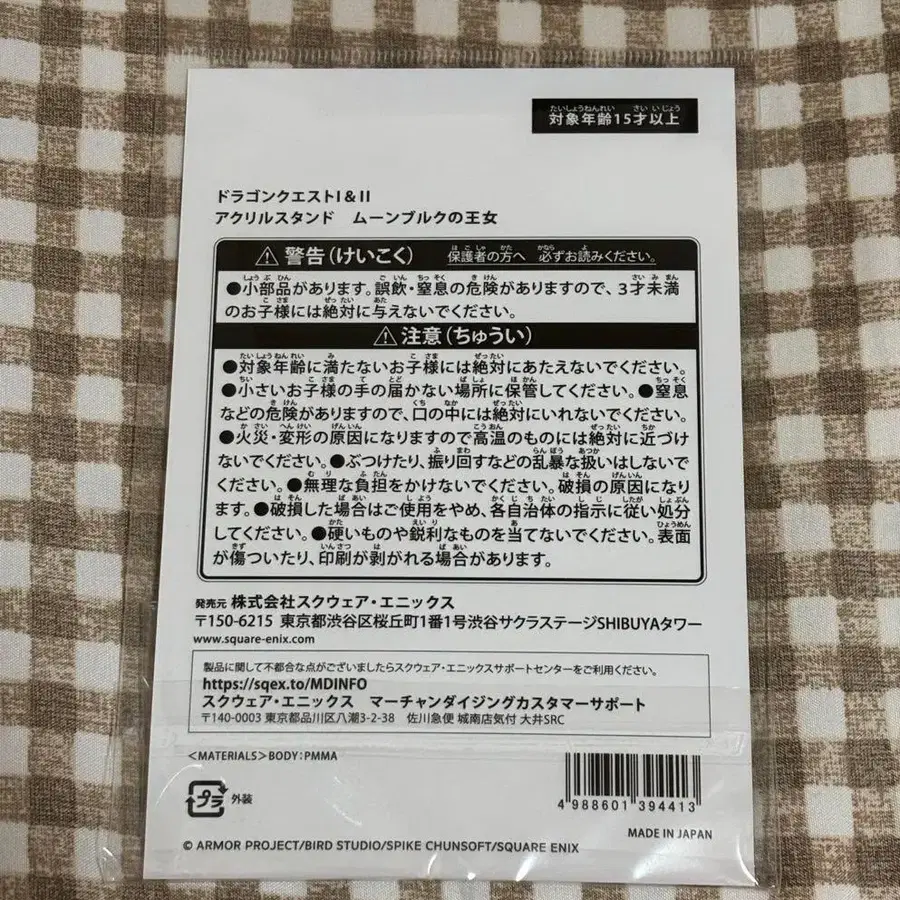 たいしょうねんれい さい いじょう
対象年齢15才以上
ドラゴンクエストI&II
アクリルスタンド ムーンブルクの王女
⚠警告(けいこく) 保護者の方へ 必ずお読みください。
●小部品があります。誤飲・窒息の危険がありますので、3才未満
のお子様には絶対に与えないでください。
⚠注意(ちゅうい)
●対象年齢に満たないお子様には絶対にあたえないでください。
●小さいお子様の手の届かない場所に保管してください。●窒息
などの危険がありますので、口の中には絶対にいれないでください。
●火災・変形の原因になりますので高温のものには絶対に近づけ
ないでください。●ぶつけたり、振り回すなどの乱暴な扱いはしないで
ください。●無理な負担をかけないでください。破損の原因になりま
す。●破損した場合はご使用をやめ、各自治体の指示に従い処分
してください。●硬いものや鋭利なものを当てないでください。表面
が傷ついたり、印刷が剥がれる場合があります。
発売元 株式会社スクウェア・エニックス
〒150-6215 東京都渋谷区桜丘町1番1号渋谷サクラステージSHIBUYAタワー
www.square-enix.com
製品に関して不都合な点がございましたらスクウェア・エニックスサポートセンターをご利用ください。
https://sqex.to/MDINFO
スクウェア・エニックス マーチャンダイジングカスタマーサポート
〒140-0003 東京都品川区八潮3-2-38 佐川急便 城南店気付 大井SRC
<MATERIALS>BODY:PMMA
プラ 外装
4 988601 394413
MADE IN JAPAN
© ARMOR PROJECT/BIRD STUDIO/SPIKE CHUNSOFT/SQUARE ENIX